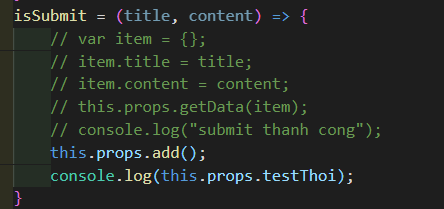 isSubmit = (title, content) => {
// var item = {};
// item.title = title;
// item.content = content;
// this.props.getData(item);
// console.log("submit thanh cong");
this.props.add();
console.log(this.props.testThoi);
}